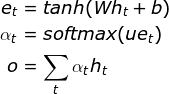 e_t = tanh(Wh_t + b)
α_t = softmax(ue_t)
o = ∑_t α_t h_t